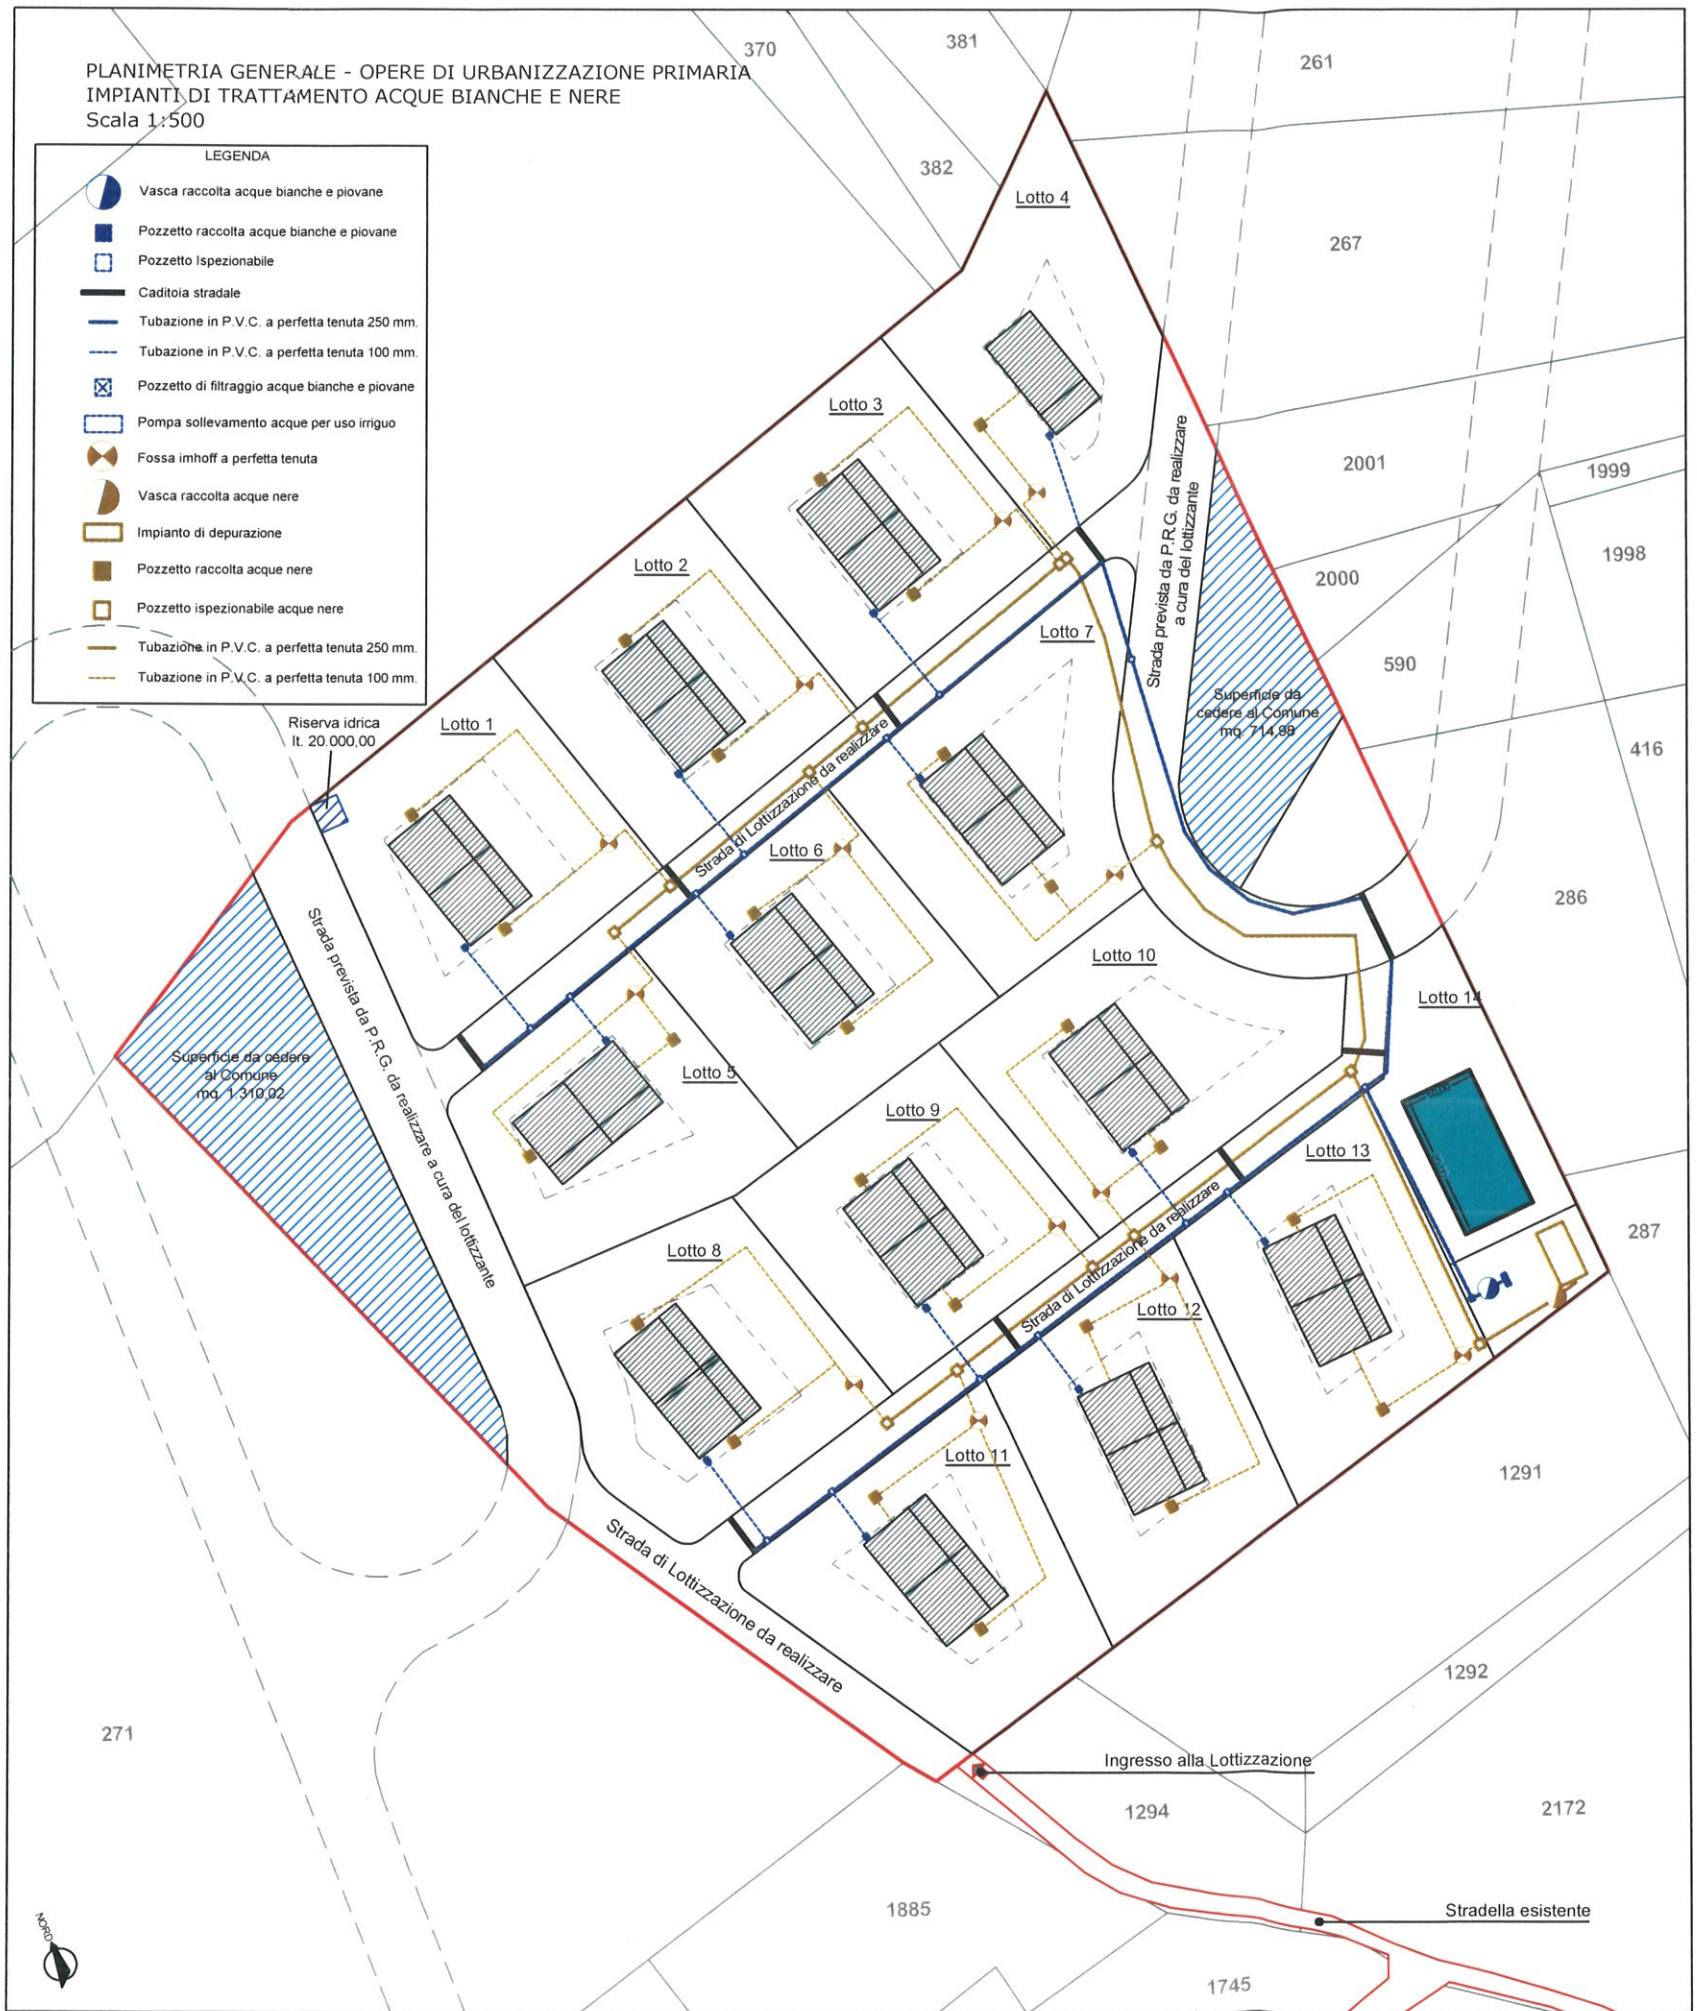 PLANIMETRIA GENERALE - OPERE DI URBANIZZAZIONE PRIMARIA
IMPIANTI DI TRATTAMENTO ACQUE BIANCHE E NERE
Scala 1:500
LEGENDA
Vasca raccolta acque bianche e piovane
Pozzetto raccolta acque bianche e piovane
Pozzetto Ispezionabile
Caditoia stradale
Tubazione in P.V.C. a perfetta tenuta 250 mm.
Tubazione in P.V.C. a perfetta tenuta 100 mm.
Pozzetto di filtraggio acque bianche e piovane
Pompa sollevamento acque per uso irriguo
Fossa imhoff a perfetta tenuta
Vasca raccolta acque nere
Impianto di depurazione
Pozzetto raccolta acque nere
Pozzetto ispezionabile acque nere
Tubazione in P.V.C. a perfetta tenuta 250 mm.
Tubazione in P.V.C. a perfetta tenuta 100 mm.
370
381
261
382
Lotto 4
267
Lotto 3
2001
1999
1998
2000
Strada prevista da P.R.G. da realizzare
a cura del lottizzante
Lotto 2
Lotto 7
590
Superficie da
cedere al Comune
mq. 714,98
416
Riserva idrica
lt. 20.000,00
Lotto 1
Strada di Lottizzazione da realizzare
Lotto 6
286
Strada prevista da P.R.G. da realizzare a cura del lottizzante
Lotto 10
Lotto 14
Superficie da cedere
al Comune
mq. 1.310,02
Lotto 5
10,00
20,00
Lotto 9
Lotto 13
287
Lotto 8
Strada di Lottizzazione da realizzare
Lotto 12
Lotto 11
1291
Strada di Lottizzazione da realizzare
1292
271
Ingresso alla Lottizzazione
1294
2172
1885
Stradella esistente
1745
NORD